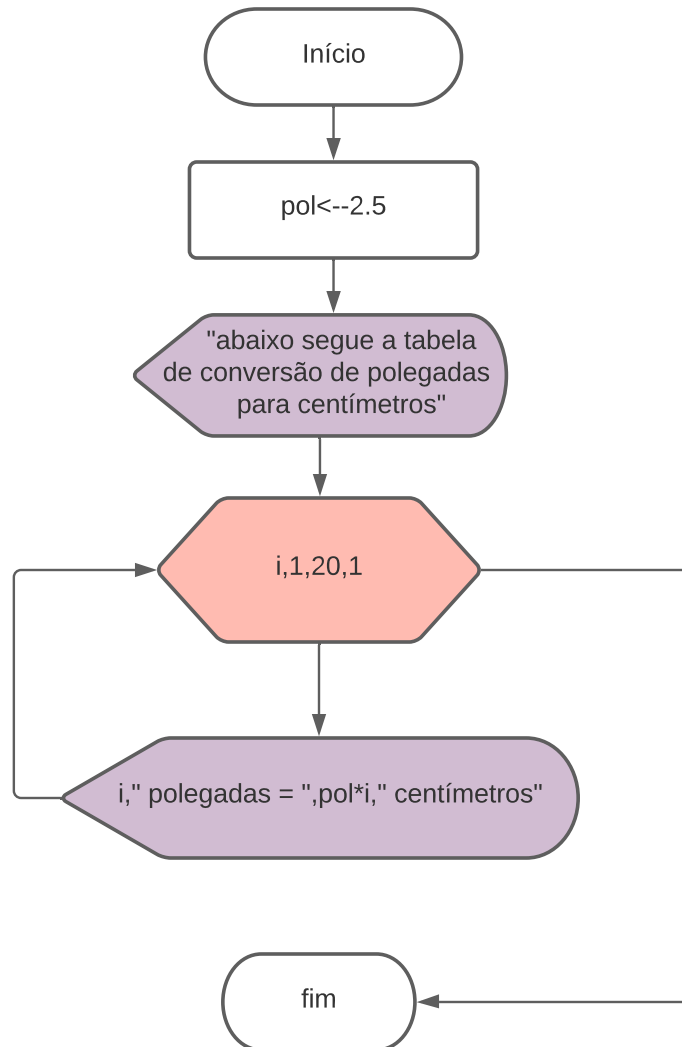 Início
pol<--2.5
"abaixo segue a tabela
de conversão de polegadas
para centímetros"
i,1,20,1
i," polegadas = ",pol*i," centímetros"
fim